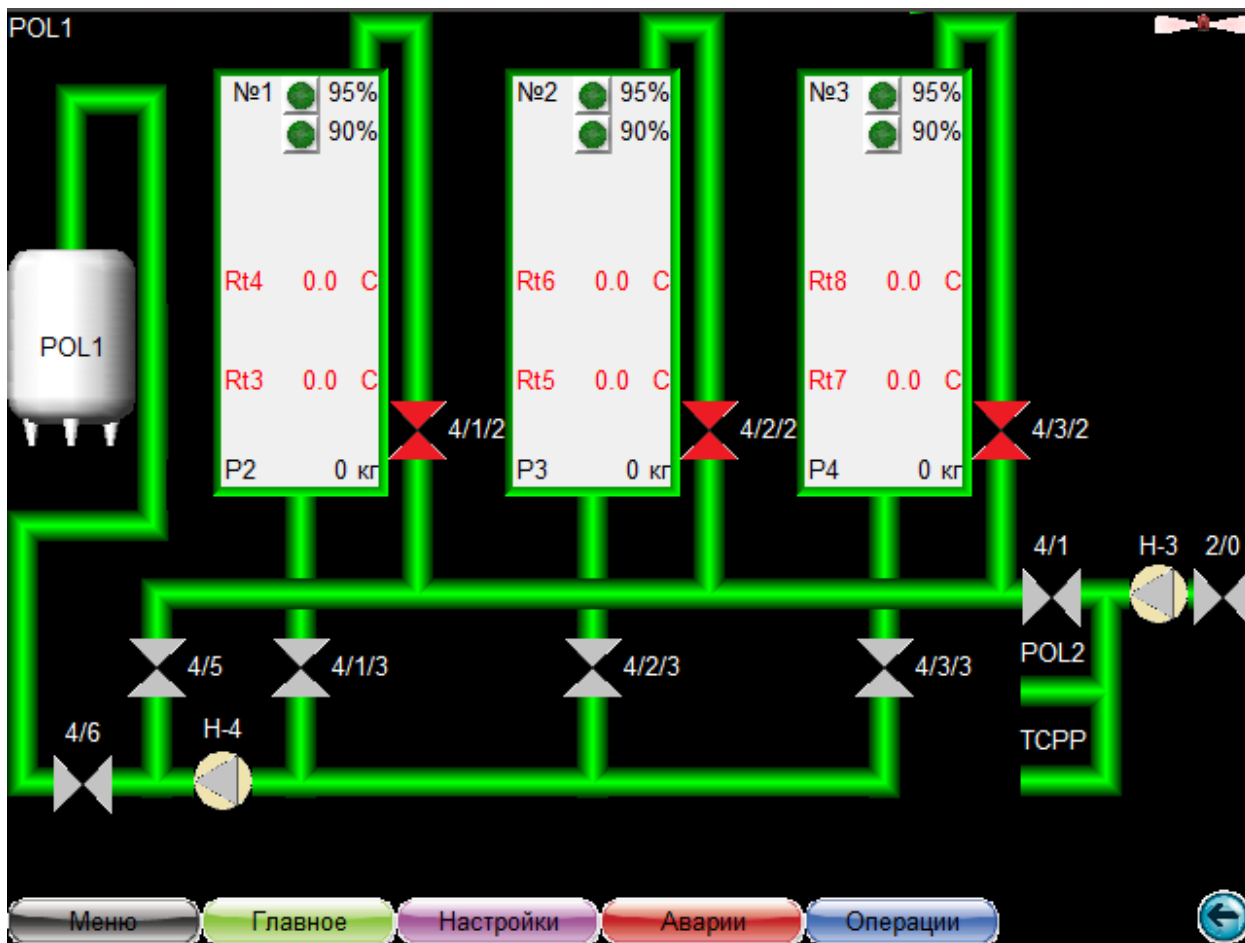 POL1
№1 95%
90%
Rt4 0.0 C
Rt3 0.0 C
P2 0 кг
№2 95%
90%
Rt6 0.0 C
Rt5 0.0 C
P3 0 кг
№3 95%
90%
Rt8 0.0 C
Rt7 0.0 C
P4 0 кг
POL1
4/1/2
4/2/2
4/3/2
4/1
Н-3
2/0
4/5
4/1/3
4/2/3
4/3/3
POL2
TCPP
4/6
Н-4
Меню
Главное
Настройки
Аварии
Операции